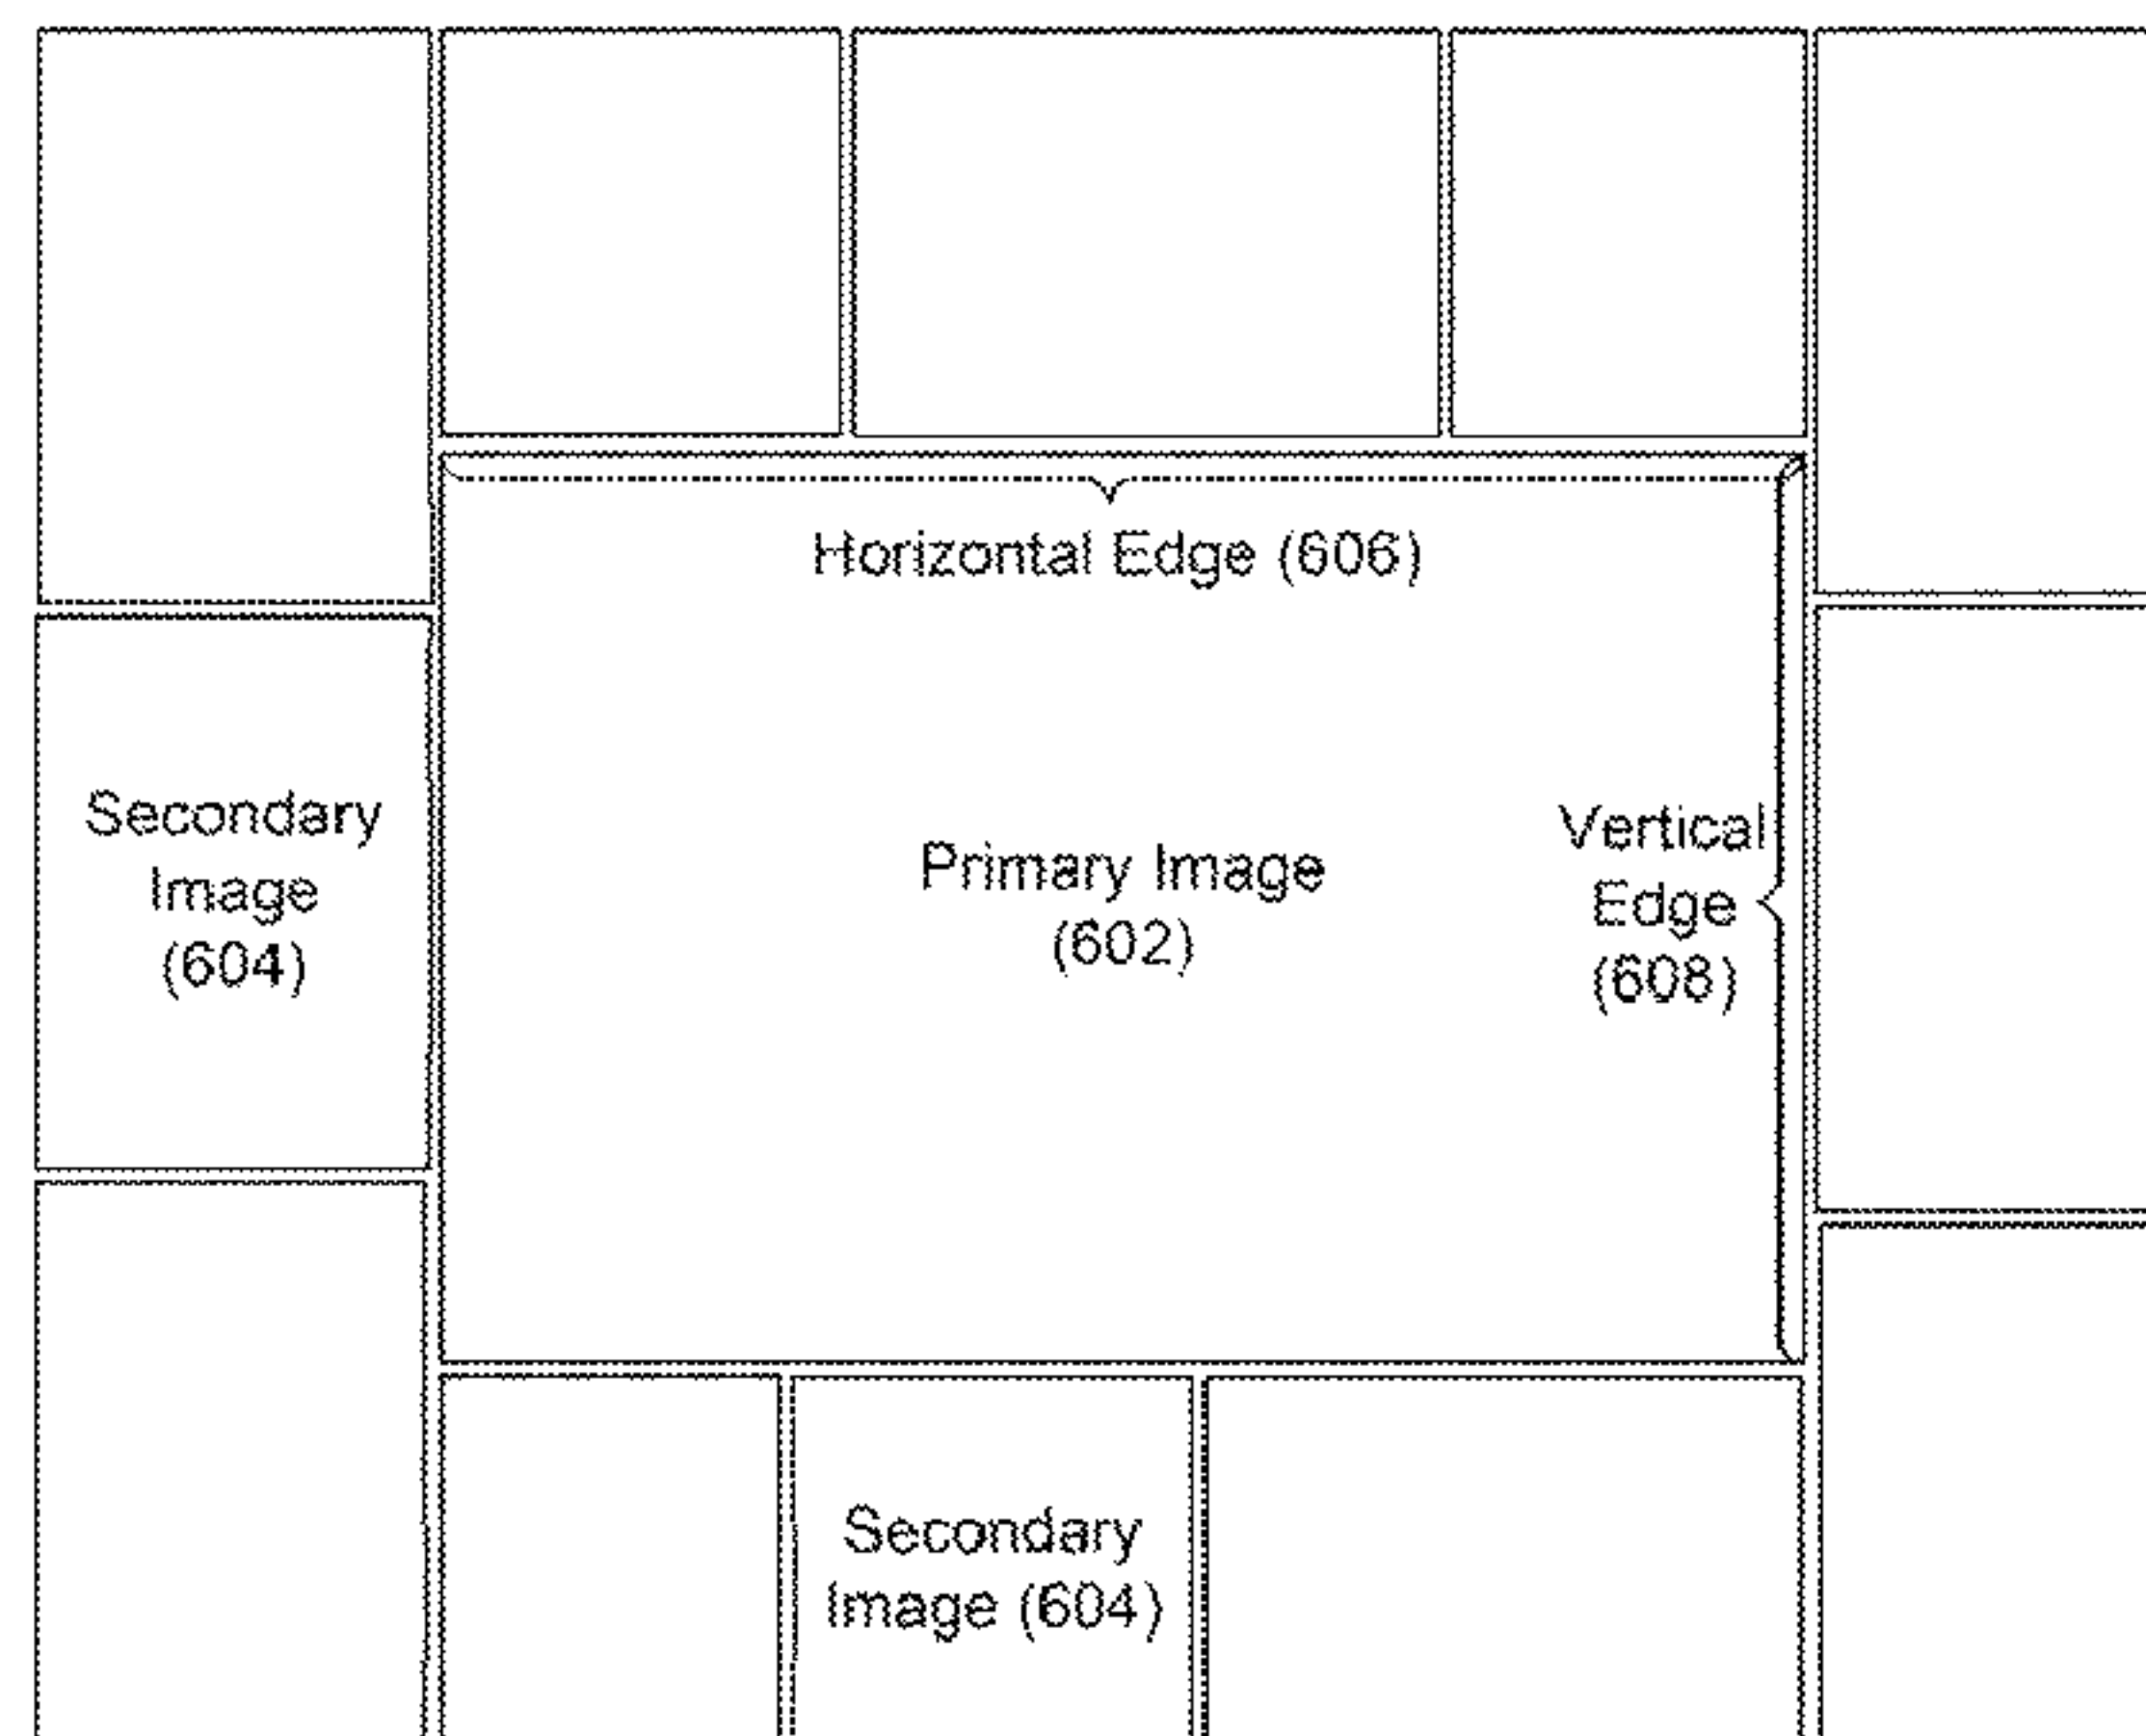 Horizontal Edge (606)
Secondary
Image
(604)
Primary Image
(602)
Vertical
Edge
(608)
Secondary
Image (604)